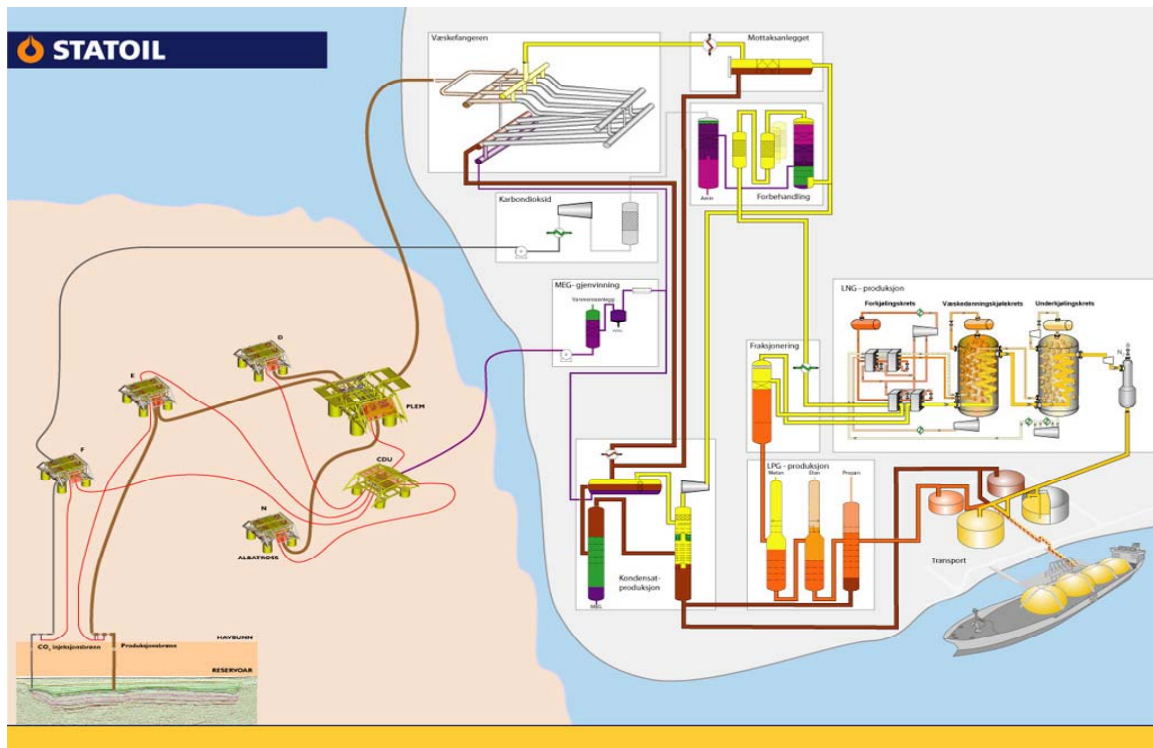 STATOIL
Væskefangeren
Mottaksanlegget
Amin
Forbehandling
Karbondioksid
MEG- gjenvinning
LNG - produksjon
Forkjølingskrets
Væskedanningskjølekrets
Underkjølingskrets
N
Fraksjonering
D
E
PLEM
F
CDU
N
ALBATROSS
LPG - produksjon
Metan
Etan
Propan
Kondensat-
produksjon
MEG
Transport
HAVBUNN
CO₂ injeksjonsbrønn
Produksjonsbrønn
RESERVOAR